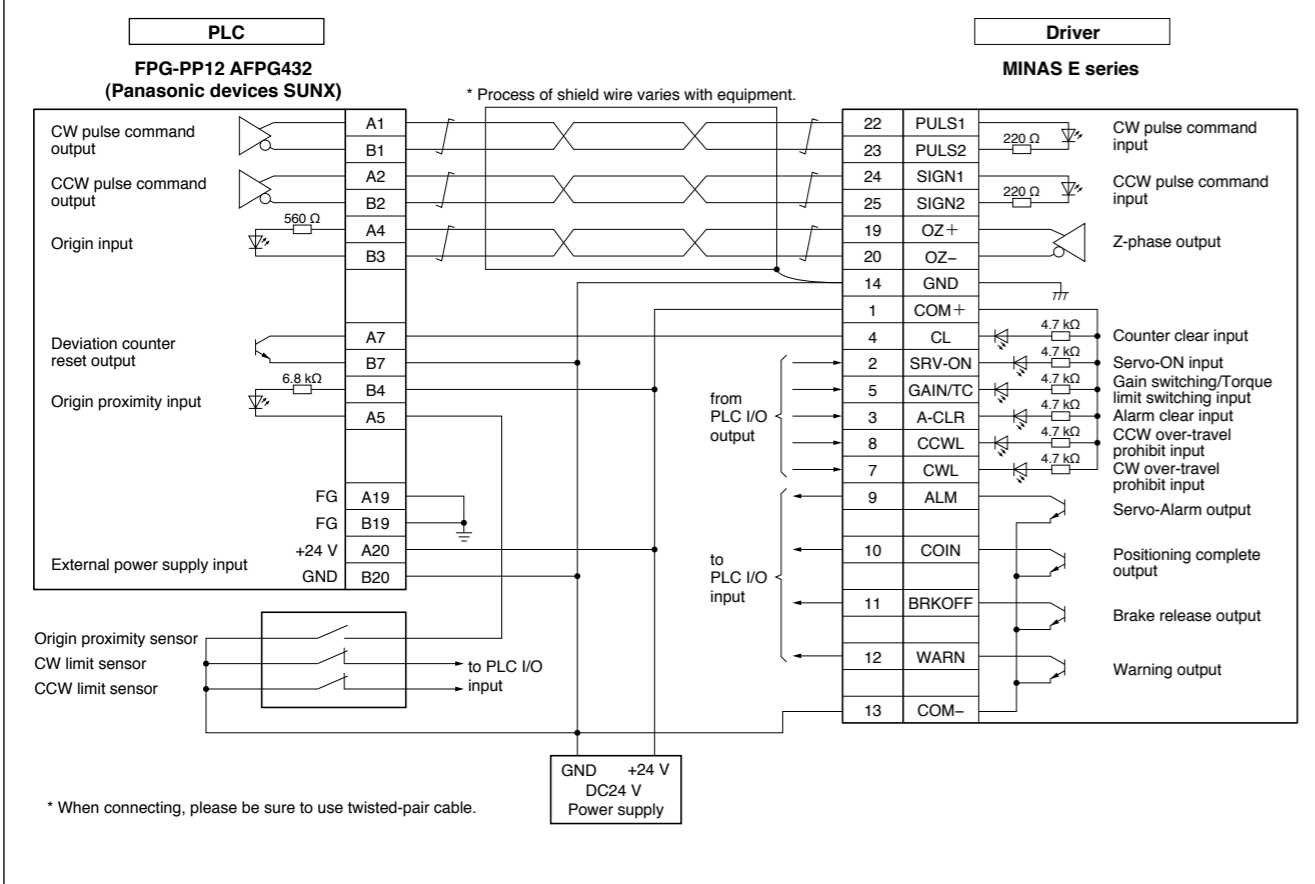 PLC
Driver
FPG-PP12 AFPG432
(Panasonic devices SUNX)
MINAS E series
* Process of shield wire varies with equipment.
CW pulse command
output
A1
B1
CCW pulse command
output
A2
B2
Origin input
560 Ω
A4
B3
Deviation counter
reset output
A7
B7
Origin proximity input
6.8 kΩ
B4
A5
FG A19
FG B19
External power supply input
+24 V A20
GND B20
Origin proximity sensor
CW limit sensor
CCW limit sensor
to PLC I/O
input
from
PLC I/O
output
to
PLC I/O
input
22 PULS1
23 PULS2
220 Ω
CW pulse command
input
24 SIGN1
25 SIGN2
220 Ω
CCW pulse command
input
19 OZ+
20 OZ−
Z-phase output
14 GND
1 COM+
4 CL 4.7 kΩ Counter clear input
2 SRV-ON 4.7 kΩ Servo-ON input
5 GAIN/TC 4.7 kΩ Gain switching/Torque
limit switching input
3 A-CLR 4.7 kΩ Alarm clear input
8 CCWL 4.7 kΩ CCW over-travel
prohibit input
7 CWL 4.7 kΩ CW over-travel
prohibit input
9 ALM Servo-Alarm output
10 COIN Positioning complete
output
11 BRKOFF Brake release output
12 WARN Warning output
13 COM−
GND +24 V
DC24 V
Power supply
* When connecting, please be sure to use twisted-pair cable.